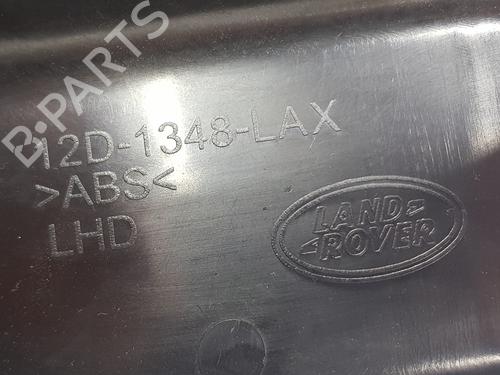 B-PARTS
12D-1348-LAX
>ABS<
LHD
LAND
ROVER